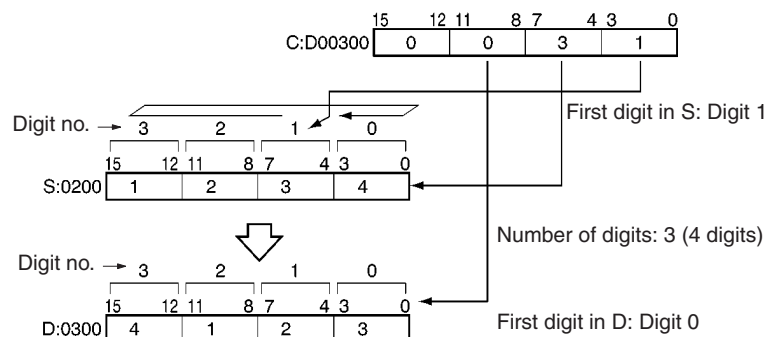 15 12 11 8 7 4 3 0
C:D00300 0 0 3 1
First digit in S: Digit 1
Digit no. 3 2 1 0
15 12 11 8 7 4 3 0
S:0200 1 2 3 4
Number of digits: 3 (4 digits)
Digit no. 3 2 1 0
15 12 11 8 7 4 3 0
First digit in D: Digit 0
D:0300 4 1 2 3